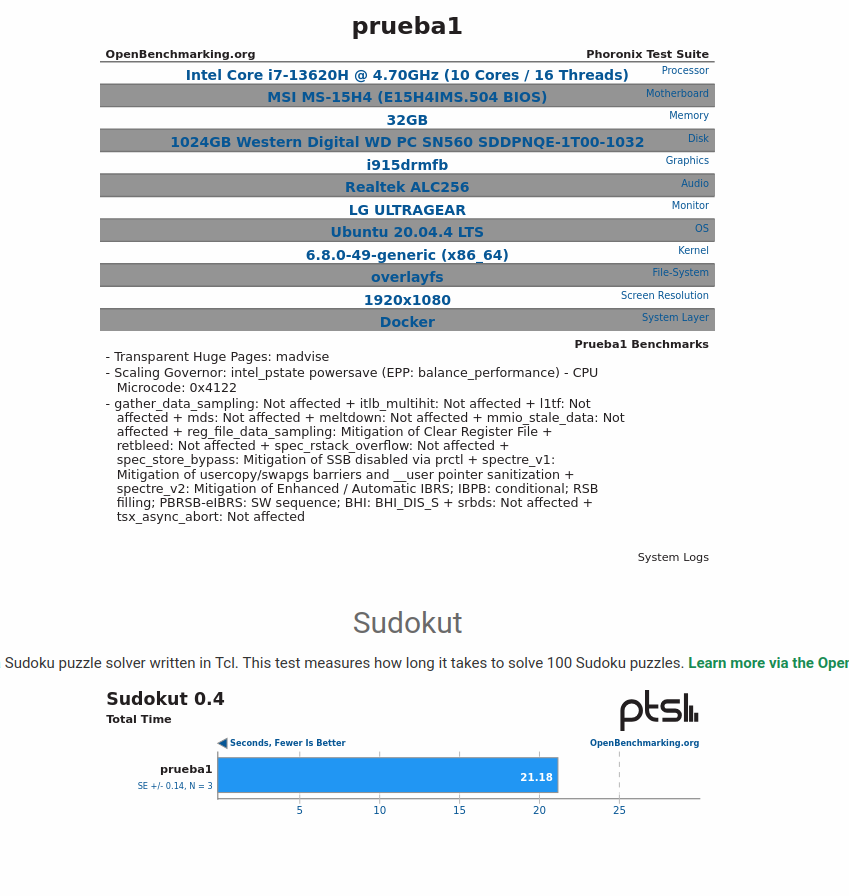 prueba1
OpenBenchmarking.org Phoronix Test Suite
Intel Core i7-13620H @ 4.70GHz (10 Cores / 16 Threads) Processor
MSI MS-15H4 (E15H4IMS.504 BIOS) Motherboard
32GB Memory
1024GB Western Digital WD PC SN560 SDDPNQE-1T00-1032 Disk
i915drmfb Graphics
Realtek ALC256 Audio
LG ULTRAGEAR Monitor
Ubuntu 20.04.4 LTS OS
6.8.0-49-generic (x86_64) Kernel
overlayfs File-System
1920x1080 Screen Resolution
Docker System Layer
Prueba1 Benchmarks
- Transparent Huge Pages: madvise
- Scaling Governor: intel_pstate powersave (EPP: balance_performance) - CPU
Microcode: 0x4122
- gather_data_sampling: Not affected + itlb_multihit: Not affected + l1tf: Not
affected + mds: Not affected + meltdown: Not affected + mmio_stale_data: Not
affected + reg_file_data_sampling: Mitigation of Clear Register File +
retbleed: Not affected + spec_rstack_overflow: Not affected +
spec_store_bypass: Mitigation of SSB disabled via prctl + spectre_v1:
Mitigation of usercopy/swapgs barriers and __user pointer sanitization +
spectre_v2: Mitigation of Enhanced / Automatic IBRS; IBPB: conditional; RSB
filling; PBRSB-eIBRS: SW sequence; BHI: BHI_DIS_S + srbds: Not affected +
tsx_async_abort: Not affected
System Logs
Sudokut
Sudoku puzzle solver written in Tcl. This test measures how long it takes to solve 100 Sudoku puzzles. Learn more via the Oper
Sudokut 0.4
Total Time
ptsl
Seconds, Fewer Is Better OpenBenchmarking.org
prueba1
21.18
SE +/- 0.14, N = 3
5 10 15 20 25